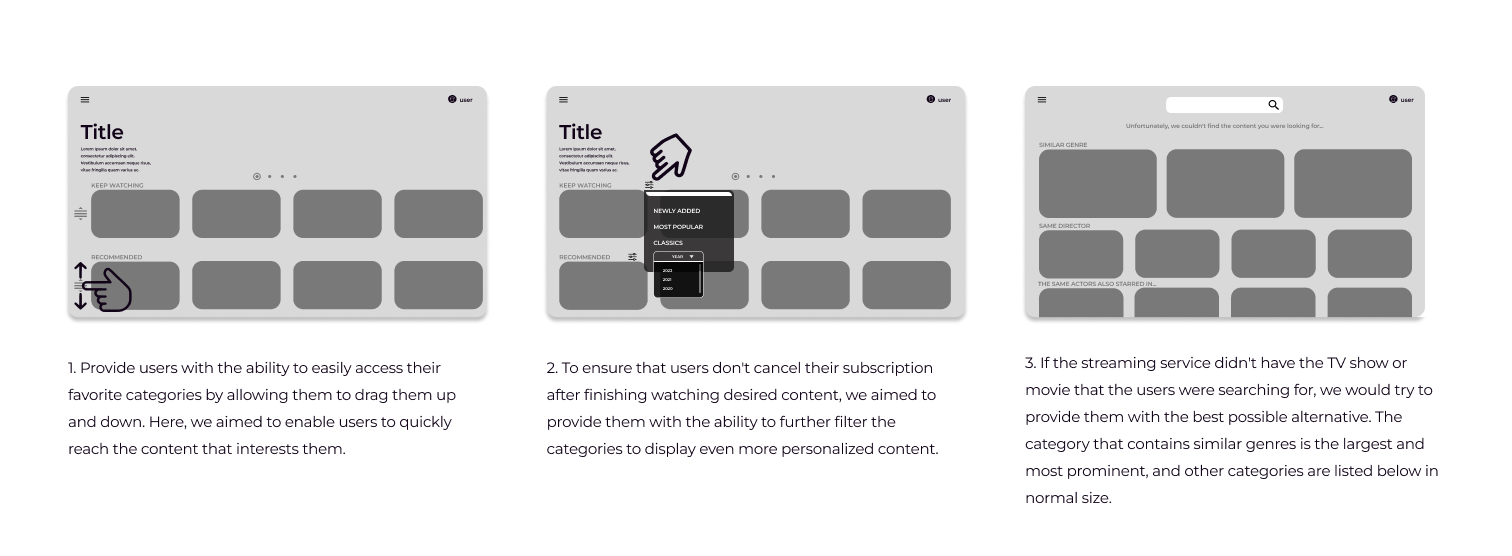 user
Title
Lorem ipsum dolor sit amet,
consectetur adipiscing elit.
Vestibulum accumsan neque risus,
vitae fringilla quam varius ac.
KEEP WATCHING
RECOMMENDED
1. Provide users with the ability to easily access their
favorite categories by allowing them to drag them up
and down. Here, we aimed to enable users to quickly
reach the content that interests them.
user
Title
Lorem ipsum dolor sit amet,
consectetur adipiscing elit.
Vestibulum accumsan neque risus,
vitae fringilla quam varius ac.
KEEP WATCHING
NEWLY ADDED
MOST POPULAR
CLASSICS
YEAR
2022
2021
2020
RECOMMENDED
2. To ensure that users don't cancel their subscription
after finishing watching desired content, we aimed to
provide them with the ability to further filter the
categories to display even more personalized content.
user
Unfortunately, we couldn't find the content you were looking for...
SIMILAR GENRE
SAME DIRECTOR
THE SAME ACTORS ALSO STARRED IN...
3. If the streaming service didn't have the TV show or
movie that the users were searching for, we would try to
provide them with the best possible alternative. The
category that contains similar genres is the largest and
most prominent, and other categories are listed below in
normal size.